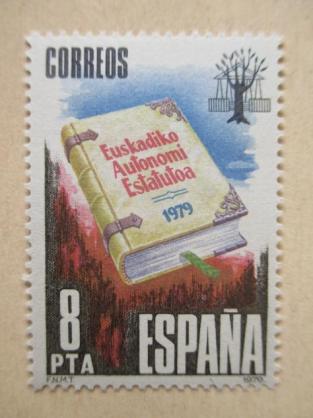 CORREOS
Euskadiko
Autonomi
Estatutoa
1979
8
PTA
ESPAÑA
F.N.M.T.
1979